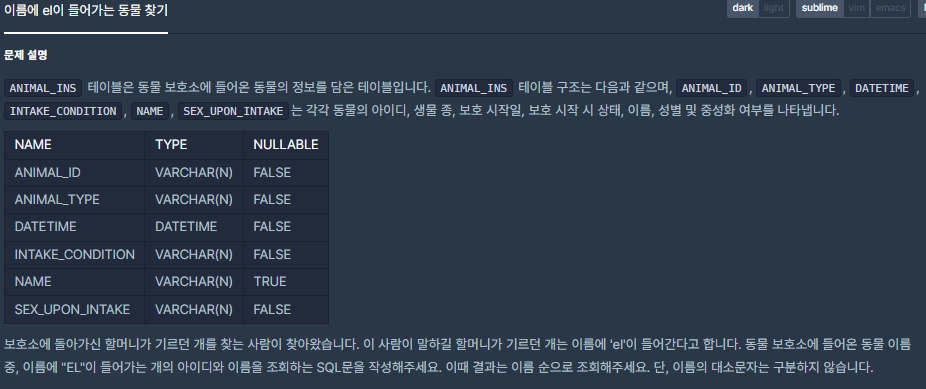 이름에 el이 들어가는 동물 찾기
dark light sublime vim emacs
문제 설명
ANIMAL_INS 테이블은 동물 보호소에 들어온 동물의 정보를 담은 테이블입니다. ANIMAL_INS 테이블 구조는 다음과 같으며, ANIMAL_ID , ANIMAL_TYPE , DATETIME ,
INTAKE_CONDITION , NAME , SEX_UPON_INTAKE 는 각각 동물의 아이디, 생물 종, 보호 시작일, 보호 시작 시 상태, 이름, 성별 및 중성화 여부를 나타냅니다.
NAME TYPE NULLABLE
ANIMAL_ID VARCHAR(N) FALSE
ANIMAL_TYPE VARCHAR(N) FALSE
DATETIME DATETIME FALSE
INTAKE_CONDITION VARCHAR(N) FALSE
NAME VARCHAR(N) TRUE
SEX_UPON_INTAKE VARCHAR(N) FALSE
보호소에 돌아가신 할머니가 기르던 개를 찾는 사람이 찾아왔습니다. 이 사람이 말하길 할머니가 기르던 개는 이름에 'el'이 들어간다고 합니다. 동물 보호소에 들어온 동물 이름
중, 이름에 "EL"이 들어가는 개의 아이디와 이름을 조회하는 SQL문을 작성해주세요. 이때 결과는 이름 순으로 조회해주세요. 단, 이름의 대소문자는 구분하지 않습니다.